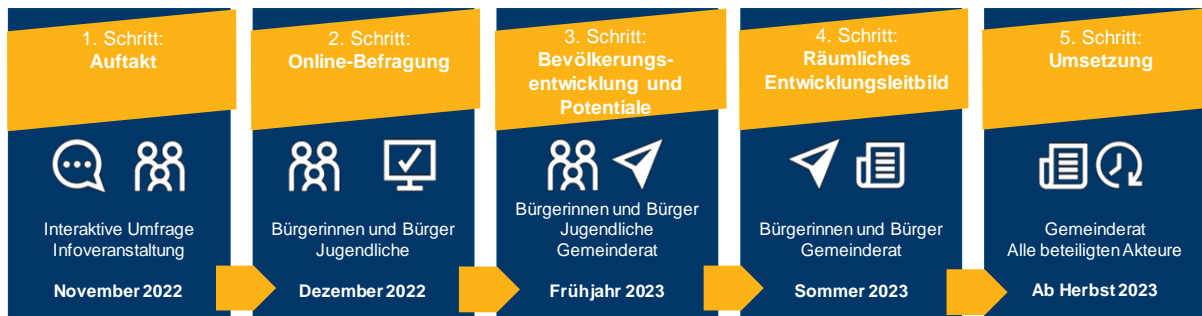 1. Schritt:
Auftakt
Interaktive Umfrage
Infoveranstaltung
November 2022
2. Schritt:
Online-Befragung
Bürgerinnen und Bürger
Jugendliche
Dezember 2022
3. Schritt:
Bevölkerungs-
entwicklung und
Potentiale
Bürgerinnen und Bürger
Jugendliche
Gemeinderat
Frühjahr 2023
4. Schritt:
Räumliches
Entwicklungsleitbild
Bürgerinnen und Bürger
Gemeinderat
Sommer 2023
5. Schritt:
Umsetzung
Gemeinderat
Alle beteiligten Akteure
Ab Herbst 2023